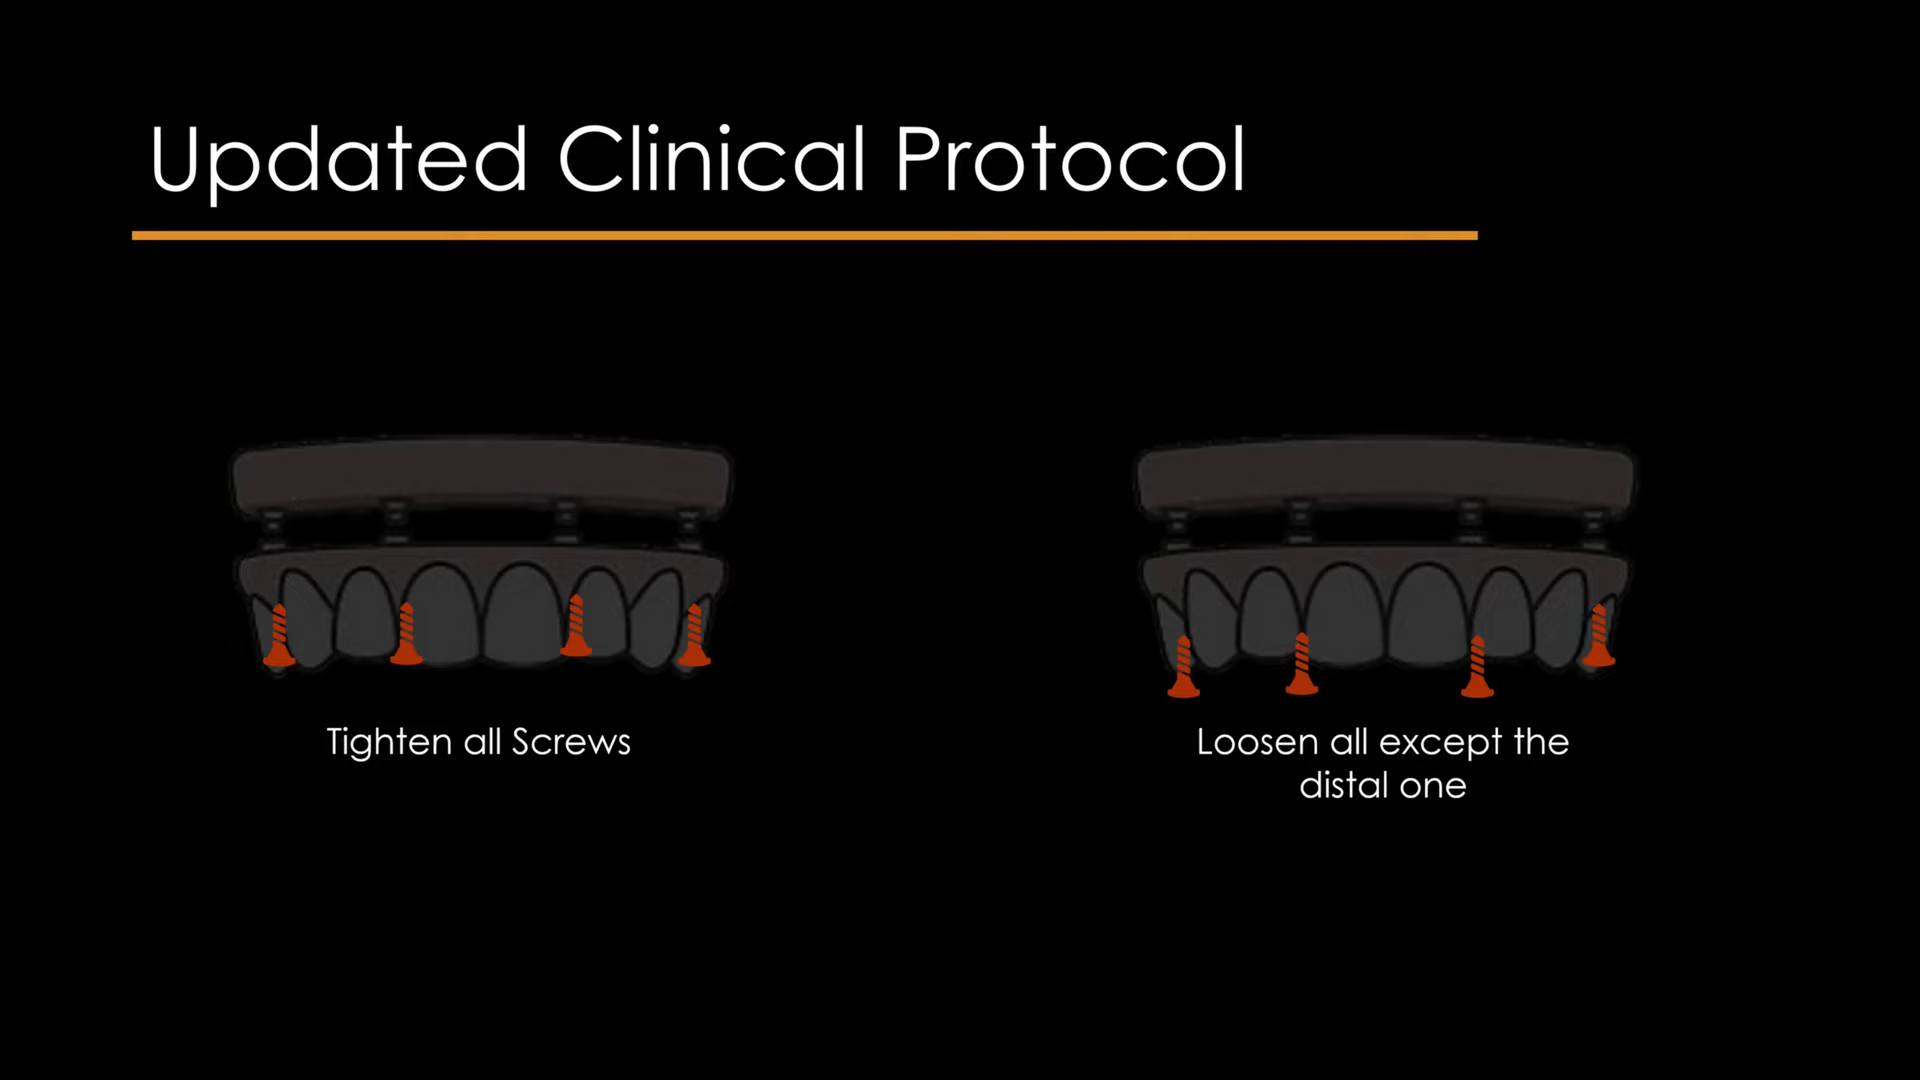 Updated Clinical Protocol
Tighten all Screws
Loosen all except the
distal one